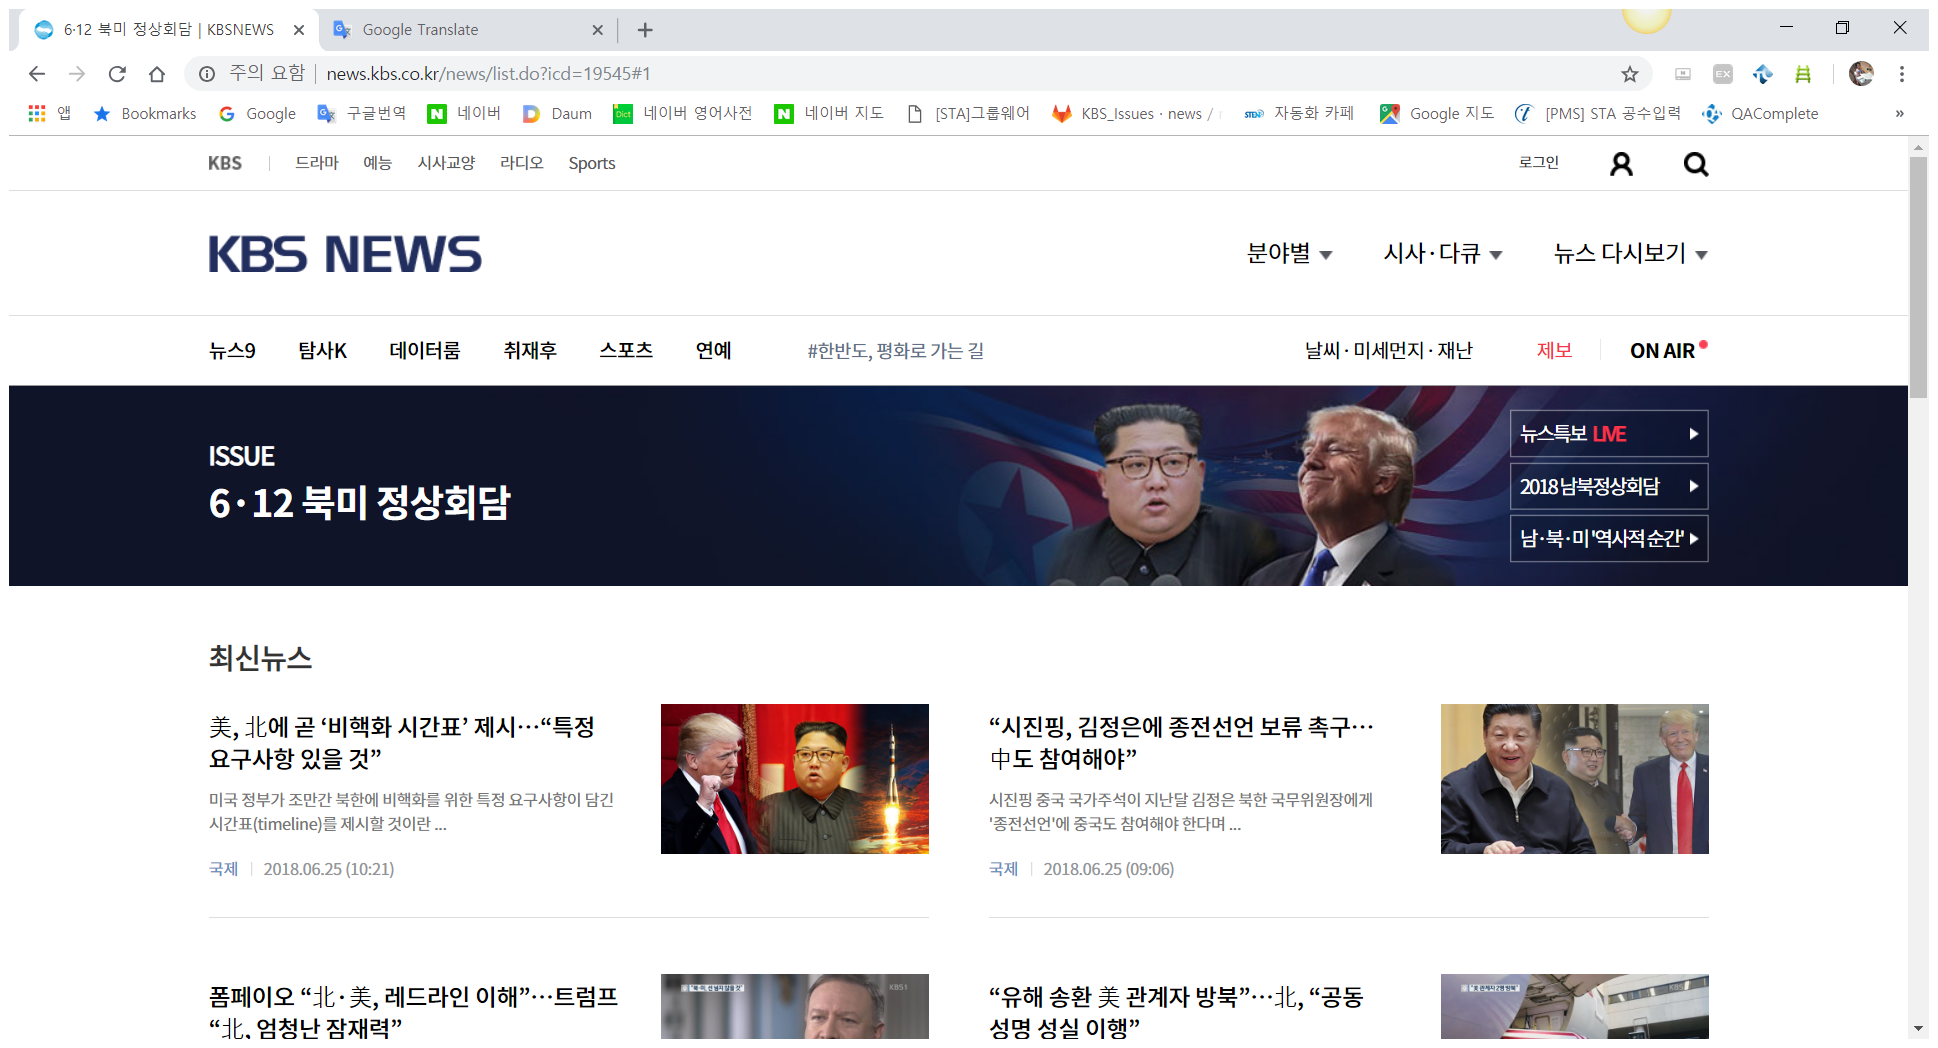 6·12 북미 정상회담 | KBSNEWS
Google Translate
주의 요함 | news.kbs.co.kr/news/list.do?icd=19545#1
앱 Bookmarks Google 구글번역 네이버 Daum 네이버 영어사전 네이버 지도 [STA]그룹웨어 KBS_Issues · news / 자동화 카페 Google 지도 [PMS] STA 공수입력 QAComplete »
KBS 드라마 예능 시사교양 라디오 Sports
로그인
KBS NEWS
분야별 시사·다큐 뉴스 다시보기
뉴스9 탐사K 데이터룸 취재후 스포츠 연예 #한반도, 평화로 가는 길
날씨·미세먼지·재난 제보 ON AIR
ISSUE
6·12 북미 정상회담
뉴스특보 LIVE
2018 남북정상회담
남·북·미 '역사적 순간'
최신뉴스
美, 北에 곧 ‘비핵화 시간표’ 제시…“특정
요구사항 있을 것”
미국 정부가 조만간 북한에 비핵화를 위한 특정 요구사항이 담긴
시간표(timeline)를 제시할 것이란 ...
국제 2018.06.25 (10:21)
“시진핑, 김정은에 종전선언 보류 촉구…
中도 참여해야”
시진핑 중국 국가주석이 지난달 김정은 북한 국무위원장에게
'종전선언'에 중국도 참여해야 한다며 ...
국제 2018.06.25 (09:06)
폼페이오 “北·美, 레드라인 이해”…트럼프
“北, 엄청난 잠재력”
KBS1
“유해 송환 美 관계자 방북”…北, “공동
성명 성실 이행”